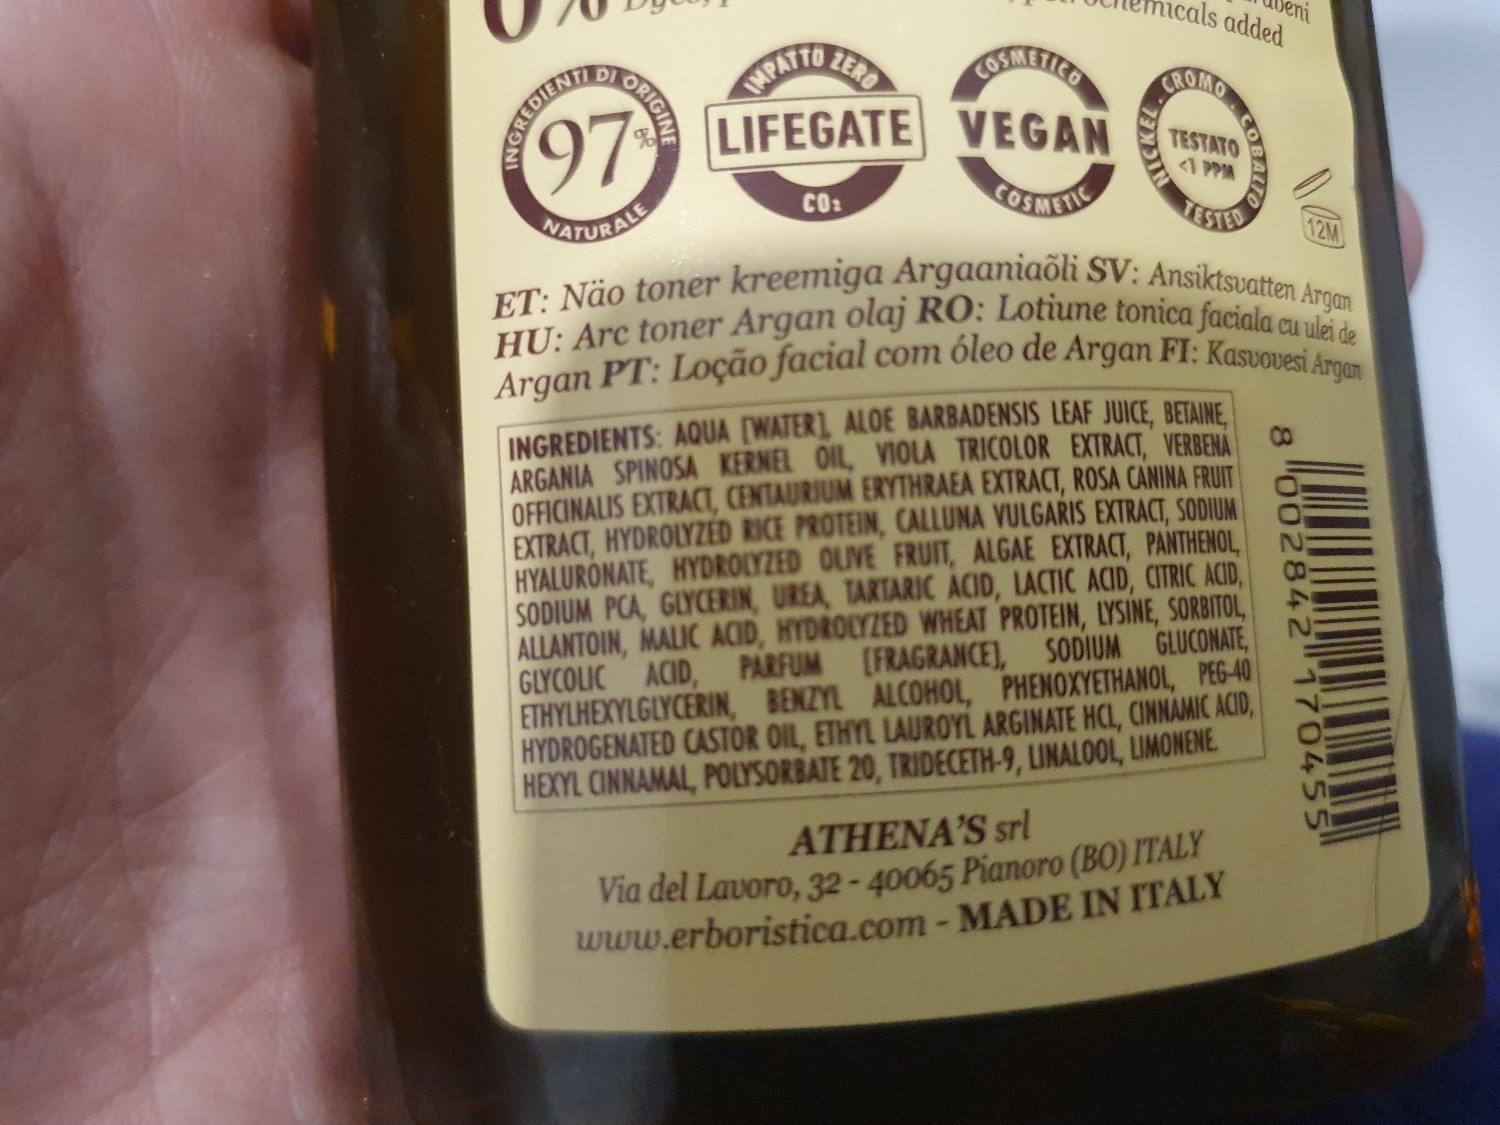 0% Dyes,
petrochemicals added
INGREDIENTI DI ORIGINE
97%
NATURALE
IMPATTO ZERO
LIFEGATE
CO₂
COSMETICO
VEGAN
COSMETIC
NICKEL . CROMO . COBALTO
TESTATO
<1 PPM
TESTED
12M
ET: Näo toner kreemiga Argaaniaõli SV: Ansiktsvatten Argan
HU: Arc toner Argan olaj RO: Lotiune tonica faciala cu ulei de
Argan PT: Loção facial com óleo de Argan FI: Kasvovesi Argan
INGREDIENTS: AQUA [WATER], ALOE BARBADENSIS LEAF JUICE, BETAINE,
ARGANIA SPINOSA KERNEL OIL, VIOLA TRICOLOR EXTRACT, VERBENA
OFFICINALIS EXTRACT, CENTAURIUM ERYTHRAEA EXTRACT, ROSA CANINA FRUIT
EXTRACT, HYDROLYZED RICE PROTEIN, CALLUNA VULGARIS EXTRACT, SODIUM
HYALURONATE, HYDROLYZED OLIVE FRUIT, ALGAE EXTRACT, PANTHENOL,
SODIUM PCA, GLYCERIN, UREA, TARTARIC ACID, LACTIC ACID, CITRIC ACID,
ALLANTOIN, MALIC ACID, HYDROLYZED WHEAT PROTEIN, LYSINE, SORBITOL,
GLYCOLIC ACID, PARFUM [FRAGRANCE], SODIUM GLUCONATE,
ETHYLHEXYLGLYCERIN, BENZYL ALCOHOL, PHENOXYETHANOL, PEG-40
HYDROGENATED CASTOR OIL, ETHYL LAUROYL ARGINATE HCL, CINNAMIC ACID,
HEXYL CINNAMAL, POLYSORBATE 20, TRIDECETH-9, LINALOOL, LIMONENE.
8 002842 170455
ATHENA'S srl
Via del Lavoro, 32 - 40065 Pianoro (BO) ITALY
www.erboristica.com - MADE IN ITALY